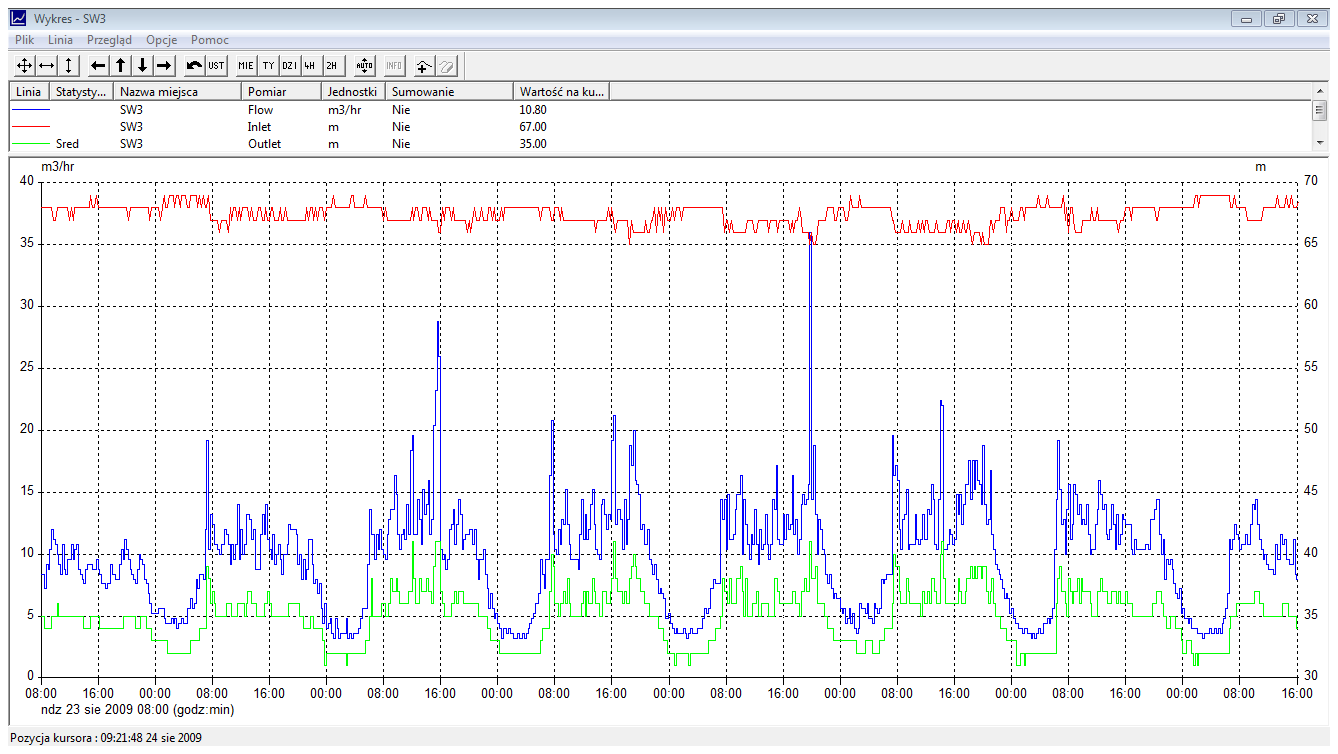 Wykres - SW3
Plik Linia Przegląd Opcje Pomoc
UST MIE TY DZI 4H 2H AUTO INFO
Linia Statysty... Nazwa miejsca Pomiar Jednostki Sumowanie Wartość na ku...
SW3 Flow m3/hr Nie 10.80
SW3 Inlet m Nie 67.00
Sred SW3 Outlet m Nie 35.00
m3/hr m
40 70
35 65
30 60
25 55
20 50
15 45
10 40
5 35
0 30
08:00 16:00 00:00 08:00 16:00 00:00 08:00 16:00 00:00 08:00 16:00 00:00 08:00 16:00 00:00 08:00 16:00 00:00 08:00 16:00 00:00 08:00 16:00
ndz 23 sie 2009 08:00 (godz:min)
Pozycja kursora : 09:21:48 24 sie 2009